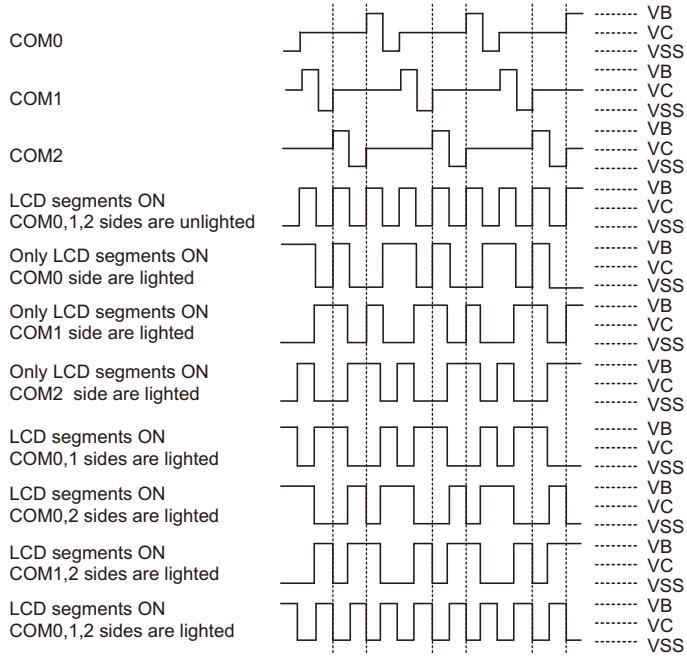 COM0
VB
VC
VSS
COM1
VB
VC
VSS
COM2
VB
VC
VSS
LCD segments ON
COM0,1,2 sides are unlighted
VB
VC
VSS
Only LCD segments ON
COM0 side are lighted
VB
VC
VSS
Only LCD segments ON
COM1 side are lighted
VB
VC
VSS
Only LCD segments ON
COM2 side are lighted
VB
VC
VSS
LCD segments ON
COM0,1 sides are lighted
VB
VC
VSS
LCD segments ON
COM0,2 sides are lighted
VB
VC
VSS
LCD segments ON
COM1,2 sides are lighted
VB
VC
VSS
LCD segments ON
COM0,1,2 sides are lighted
VB
VC
VSS